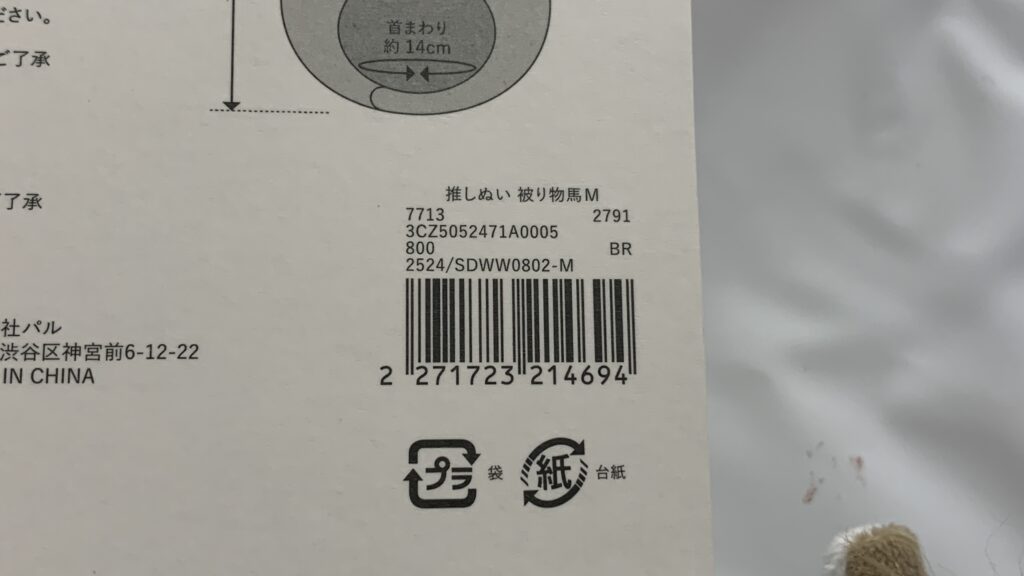 ださい。
ご了承
首まわり
約 14cm
ご了承
推しぬい 被り物馬M
7713 2791
3CZ5052471A0005
800 BR
2524/SDWW0802-M
2 271723 214694
社パル
渋谷区神宮前6-12-22
IN CHINA
プラ 袋 紙 台紙